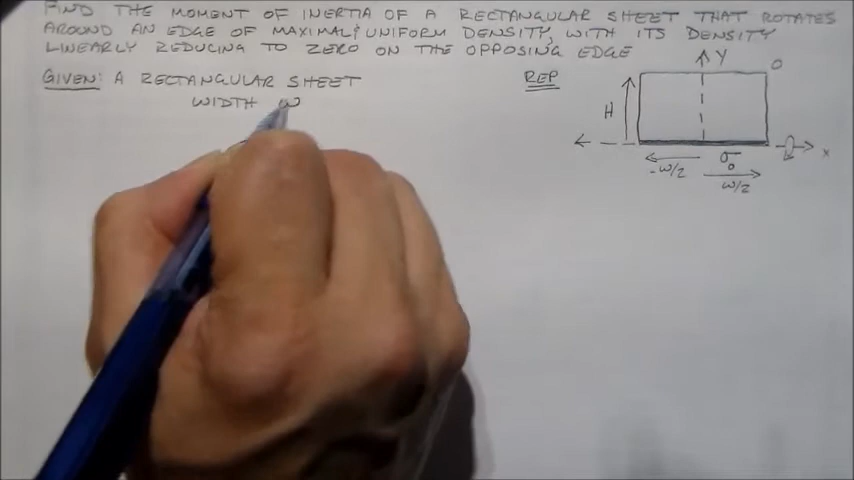 FIND THE MOMENT OF INERTIA OF A RECTANGULAR SHEET THAT ROTATES
AROUND AN EDGE OF MAXIMAL, UNIFORM DENSITY, WITH ITS DENSITY
LINEARLY REDUCING TO ZERO ON THE OPPOSING EDGE
GIVEN: A RECTANGULAR SHEET
WIDTH W
REP
Y
O
H
x
-W/2
σ₀
W/2